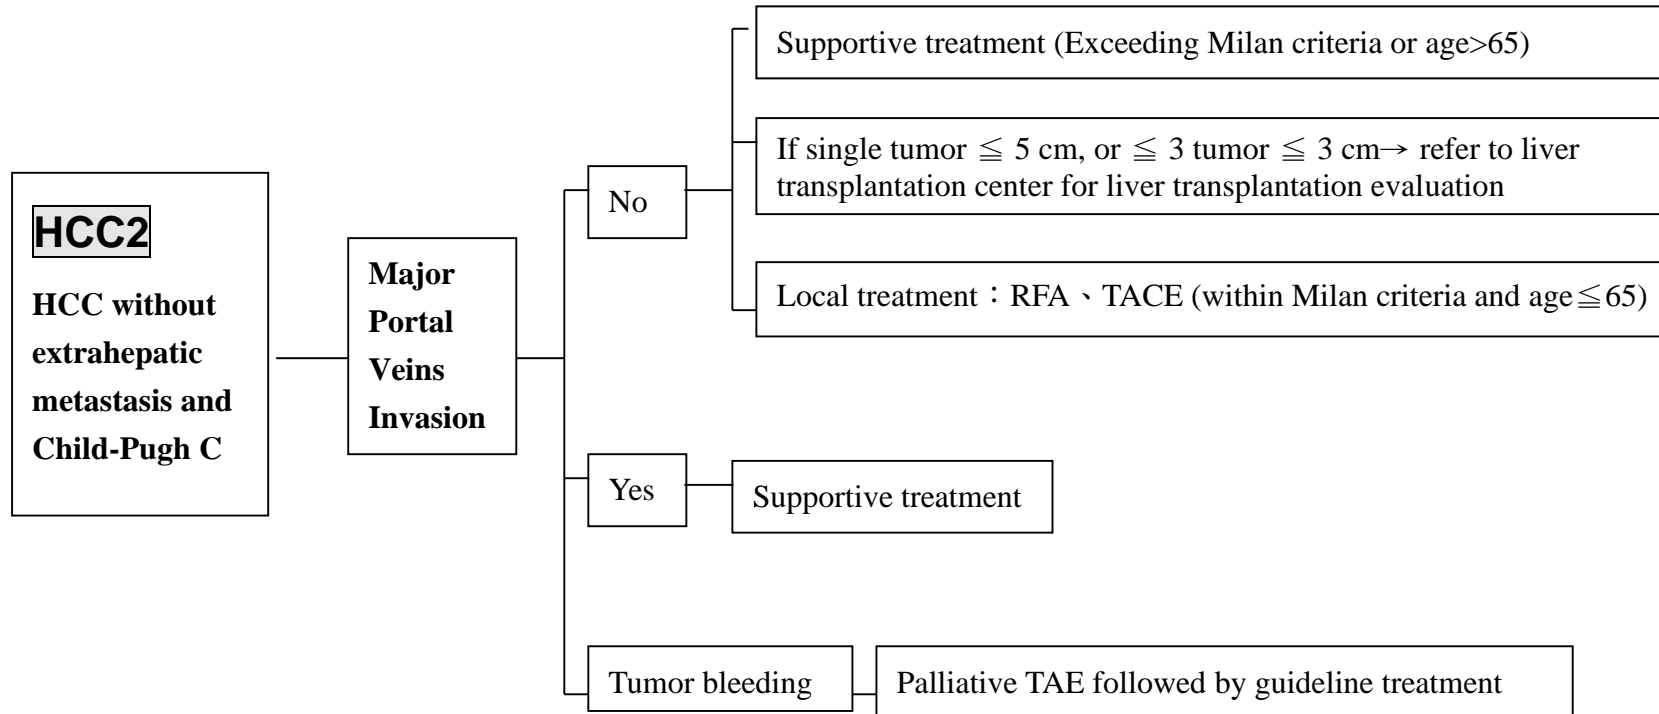 HCC2
HCC without
extrahepatic
metastasis and
Child-Pugh C
Major
Portal
Veins
Invasion
No
Supportive treatment (Exceeding Milan criteria or age>65)
If single tumor ≦ 5 cm, or ≦ 3 tumor ≦ 3 cm→ refer to liver
transplantation center for liver transplantation evaluation
Local treatment：RFA、TACE (within Milan criteria and age≦65)
Yes
Supportive treatment
Tumor bleeding
Palliative TAE followed by guideline treatment